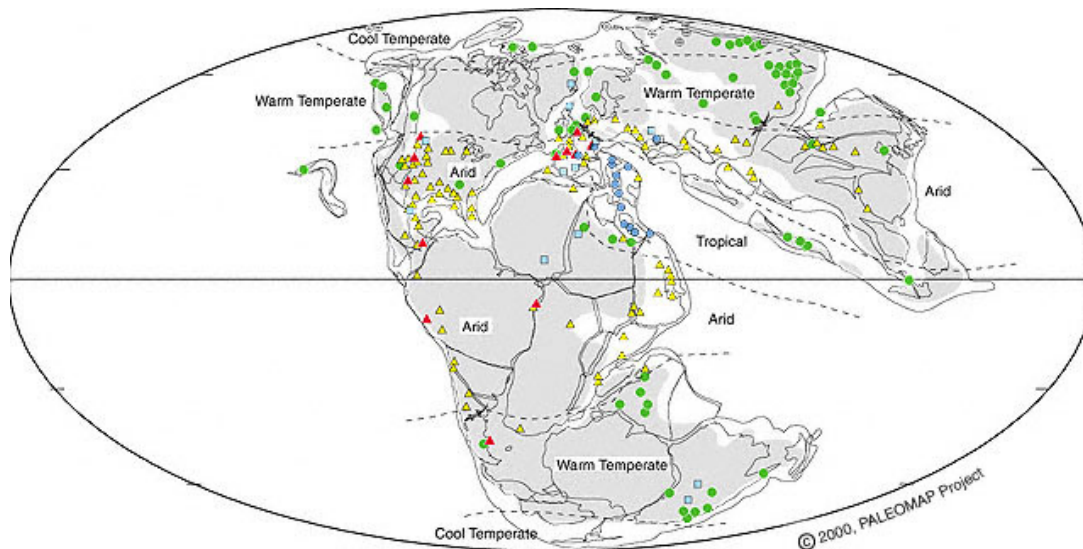 Cool Temperate
Warm Temperate
Warm Temperate
Arid
Arid
Tropical
Arid
Arid
Warm Temperate
Cool Temperate
© 2000, PALEOMAP Project